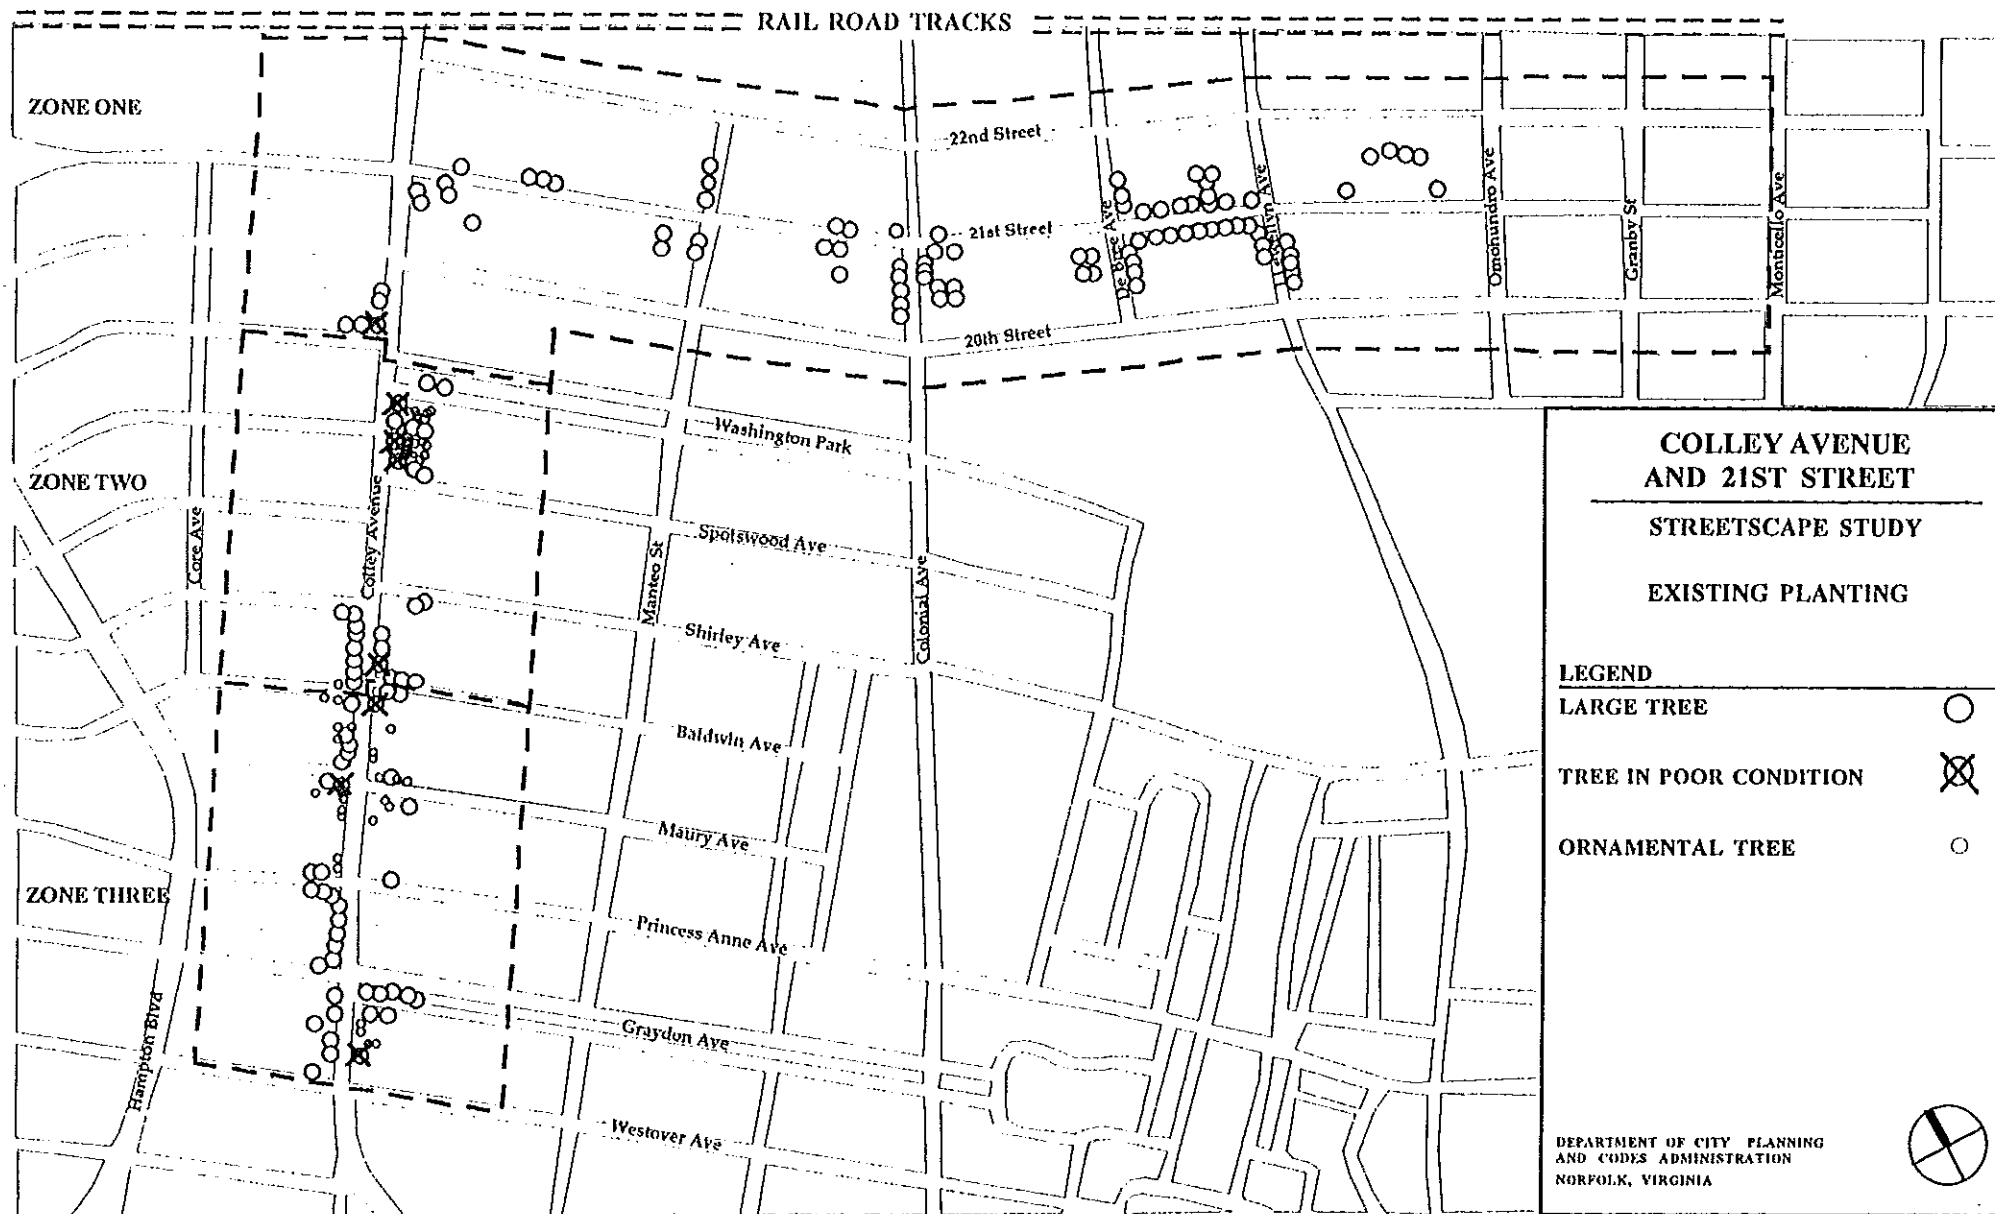 RAIL ROAD TRACKS
ZONE ONE
22nd Street
21st Street
20th Street
De Bree Ave
Llewellyn Ave
Omohundro Ave
Granby St
Monticello Ave
ZONE TWO
Core Ave
Colley Avenue
Manteo St
Colonial Ave
Washington Park
Spotswood Ave
Shirley Ave
Baldwin Ave
Maury Ave
ZONE THREE
Princess Anne Ave
Graydon Ave
Westover Ave
Hampton Blvd
COLLEY AVENUE
AND 21ST STREET
STREETSCAPE STUDY
EXISTING PLANTING
LEGEND
LARGE TREE
TREE IN POOR CONDITION
ORNAMENTAL TREE
DEPARTMENT OF CITY PLANNING
AND CODES ADMINISTRATION
NORFOLK, VIRGINIA